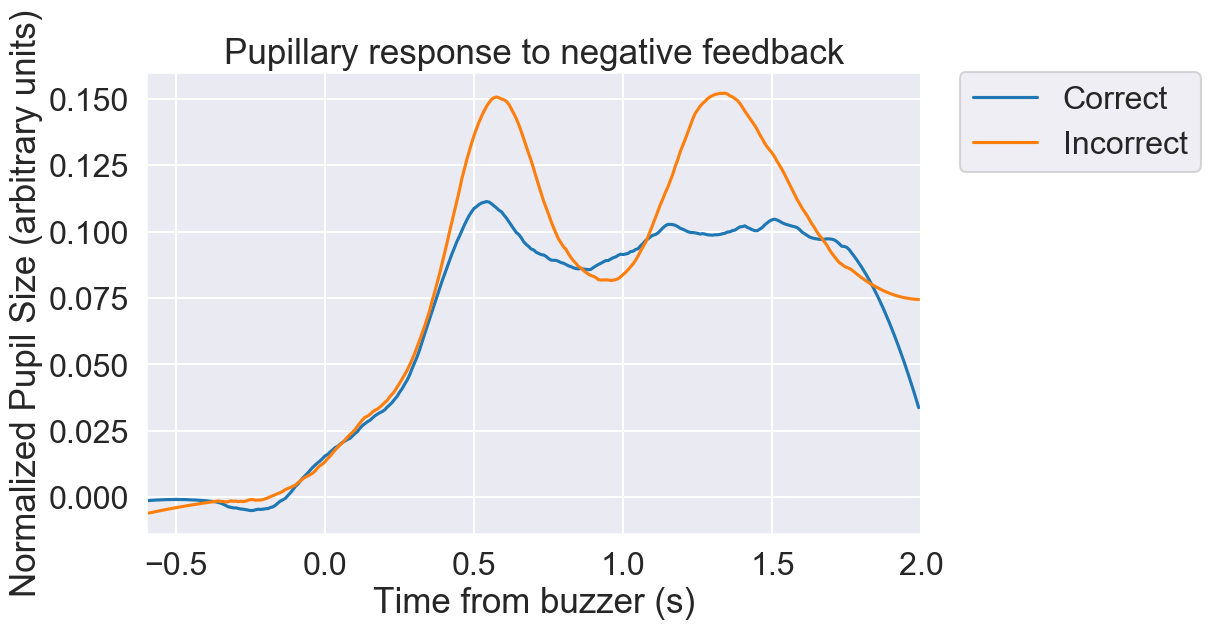 Pupillary response to negative feedback
Normalized Pupil Size (arbitrary units)
0.150
0.125
0.100
0.075
0.050
0.025
0.000
−0.5 0.0 0.5 1.0 1.5 2.0
Time from buzzer (s)
Correct
Incorrect